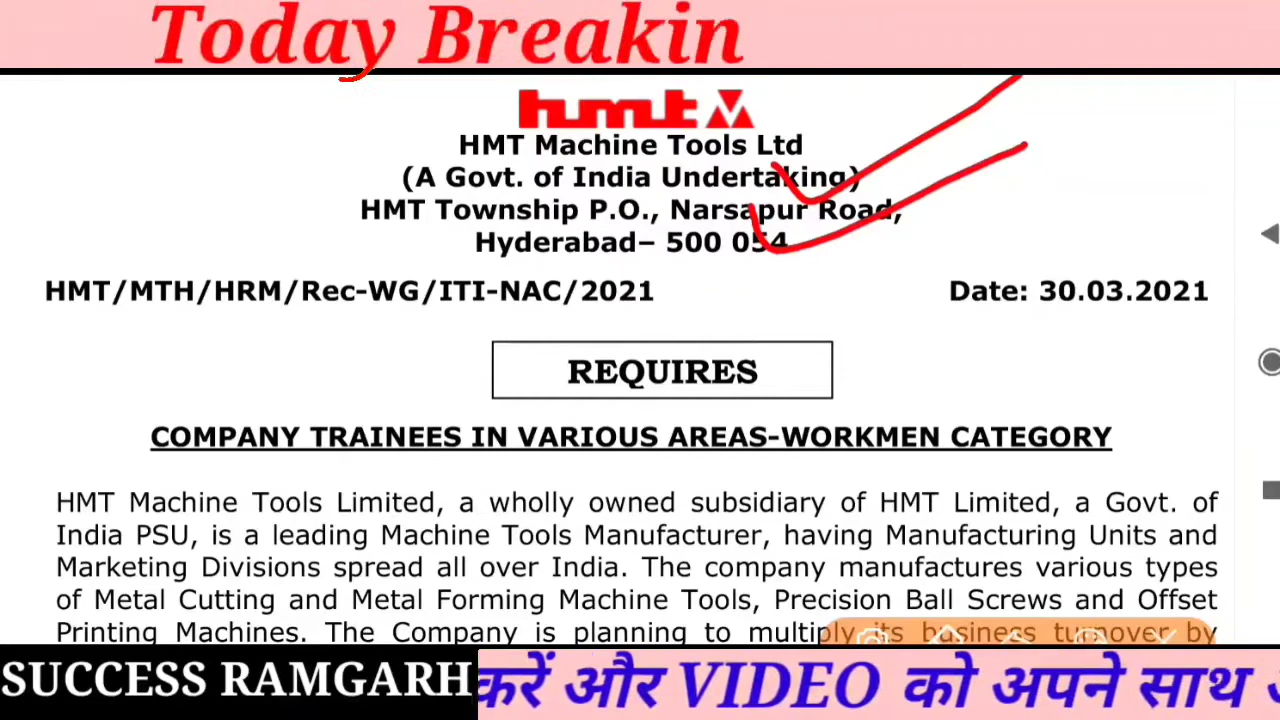 Today Breakin
hmt
HMT Machine Tools Ltd
(A Govt. of India Undertaking)
HMT Township P.O., Narsapur Road,
Hyderabad– 500 054
HMT/MTH/HRM/Rec-WG/ITI-NAC/2021 Date: 30.03.2021
REQUIRES
COMPANY TRAINEES IN VARIOUS AREAS-WORKMEN CATEGORY
HMT Machine Tools Limited, a wholly owned subsidiary of HMT Limited, a Govt. of
India PSU, is a leading Machine Tools Manufacturer, having Manufacturing Units and
Marketing Divisions spread all over India. The company manufactures various types
of Metal Cutting and Metal Forming Machine Tools, Precision Ball Screws and Offset
Printing Machines. The Company is planning to multiply its business turnover by
SUCCESS RAMGARH करें और VIDEO को अपने साथ